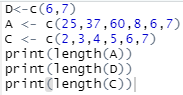 D<-c(6,7)
A <- c(25,37,60,8,6,7)
C <- c(2,3,4,5,6,7)
print(length(A))
print(length(D))
print(length(C))